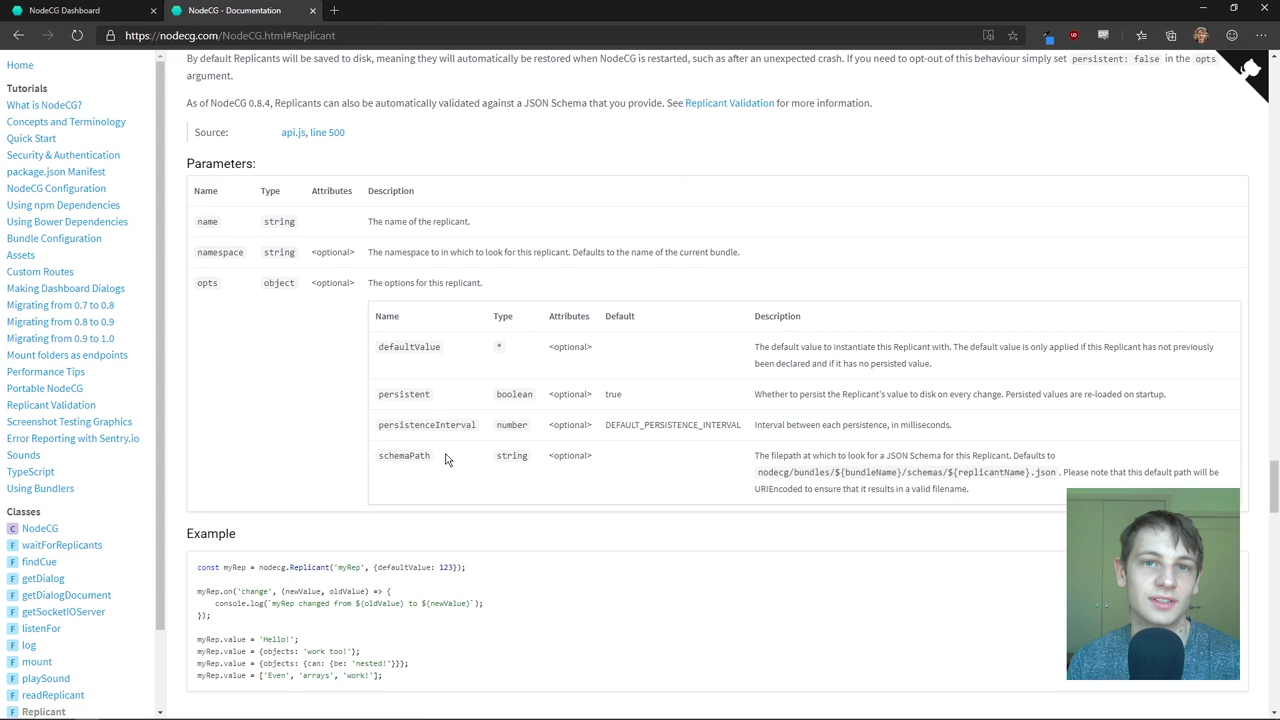 NodeCG Dashboard
NodeCG - Documentation
https://nodecg.com/NodeCG.html#Replicant
Home
Tutorials
What is NodeCG?
Concepts and Terminology
Quick Start
Security & Authentication
package.json Manifest
NodeCG Configuration
Using npm Dependencies
Using Bower Dependencies
Bundle Configuration
Assets
Custom Routes
Making Dashboard Dialogs
Migrating from 0.7 to 0.8
Migrating from 0.8 to 0.9
Migrating from 0.9 to 1.0
Mount folders as endpoints
Performance Tips
Portable NodeCG
Replicant Validation
Screenshot Testing Graphics
Error Reporting with Sentry.io
Sounds
TypeScript
Using Bundlers
Classes
C NodeCG
F waitForReplicants
F findCue
F getDialog
F getDialogDocument
F getSocketIOServer
F listenFor
F log
F mount
F playSound
F readReplicant
F Replicant
By default Replicants will be saved to disk, meaning they will automatically be restored when NodeCG is restarted, such as after an unexpected crash. If you need to opt-out of this behaviour simply set persistent: false in the opts
argument.
As of NodeCG 0.8.4, Replicants can also be automatically validated against a JSON Schema that you provide. See Replicant Validation for more information.
Source: api.js, line 500
Parameters:
Name Type Attributes Description
name string The name of the replicant.
namespace string <optional> The namespace to in which to look for this replicant. Defaults to the name of the current bundle.
opts object <optional> The options for this replicant.
Name Type Attributes Default Description
defaultValue * <optional> The default value to instantiate this Replicant with. The default value is only applied if this Replicant has not previously
been declared and if it has no persisted value.
persistent boolean <optional> true Whether to persist the Replicant's value to disk on every change. Persisted values are re-loaded on startup.
persistenceInterval number <optional> DEFAULT_PERSISTENCE_INTERVAL Interval between each persistence, in milliseconds.
schemaPath string <optional> The filepath at which to look for a JSON Schema for this Replicant. Defaults to
nodecg/bundles/${bundleName}/schemas/${replicantName}.json . Please note that this default path will be
URIEncoded to ensure that it results in a valid filename.
Example
const myRep = nodecg.Replicant('myRep', {defaultValue: 123});
myRep.on('change', (newValue, oldValue) => {
console.log(`myRep changed from ${oldValue} to ${newValue}`);
});
myRep.value = 'Hello!';
myRep.value = {objects: 'work too!'};
myRep.value = {objects: {can: {be: 'nested!'}}};
myRep.value = ['Even', 'arrays', 'work!'];